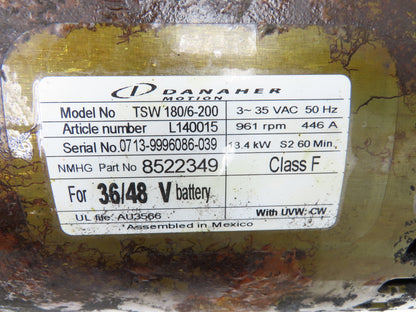 DANAHER
MOTION
Model No TSW 180/6-200 3~ 35 VAC 50 Hz
Article number L140015 961 rpm 446 A
Serial No. 0713-9996086-039 13.4 kW S2 60 Min.
NMHG Part No 8522349 Class F
For 36/48 V battery
UL file: AU3566 With UVW: CW
Assembled in Mexico